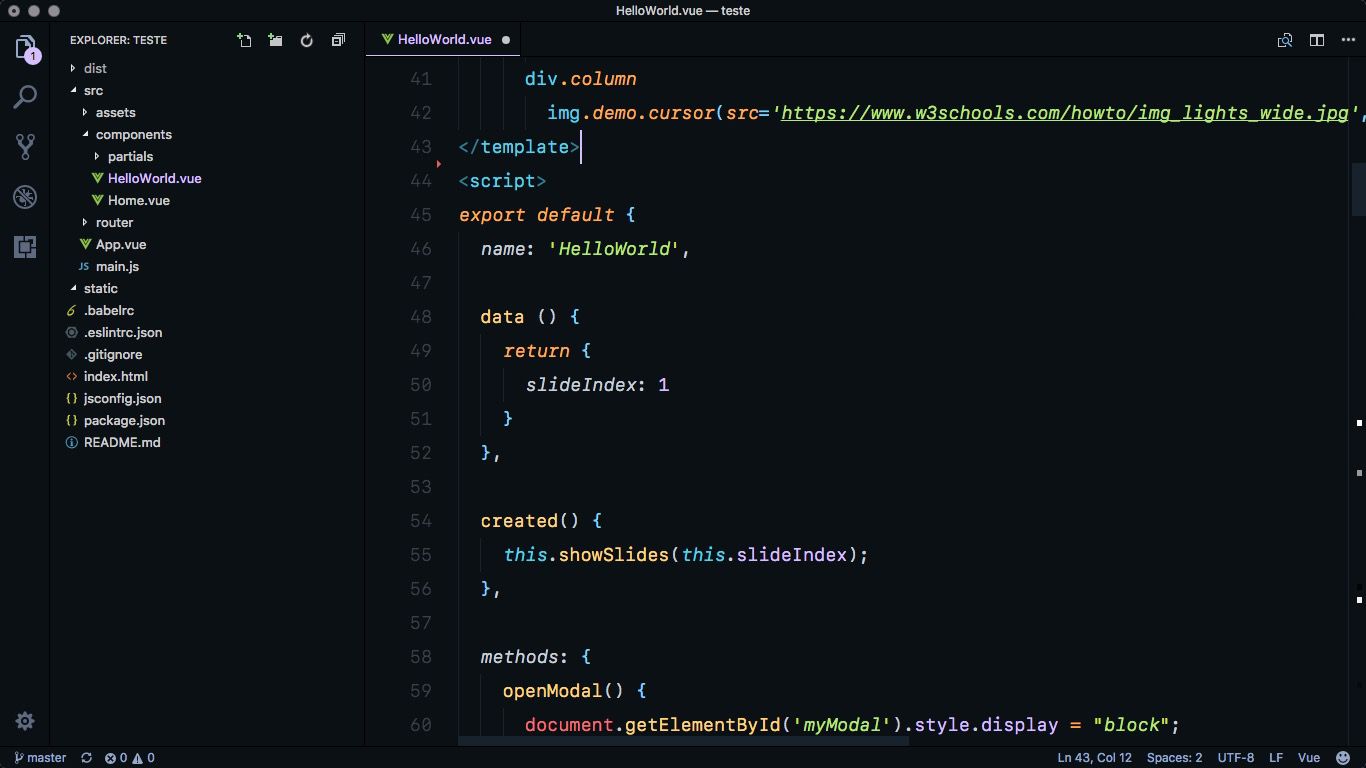 HelloWorld.vue — teste
1
EXPLORER: TESTE
dist
src
assets
components
partials
HelloWorld.vue
Home.vue
router
App.vue
JS main.js
static
.babelrc
.eslintrc.json
.gitignore
<> index.html
{} jsconfig.json
{} package.json
README.md
HelloWorld.vue
41 div.column
42 img.demo.cursor(src='https://www.w3schools.com/howto/img_lights_wide.jpg',
43 </template>
44 <script>
45 export default {
46 name: 'HelloWorld',
47
48 data () {
49 return {
50 slideIndex: 1
51 }
52 },
53
54 created() {
55 this.showSlides(this.slideIndex);
56 },
57
58 methods: {
59 openModal() {
60 document.getElementById('myModal').style.display = "block";
master 0 0 Ln 43, Col 12 Spaces: 2 UTF-8 LF Vue